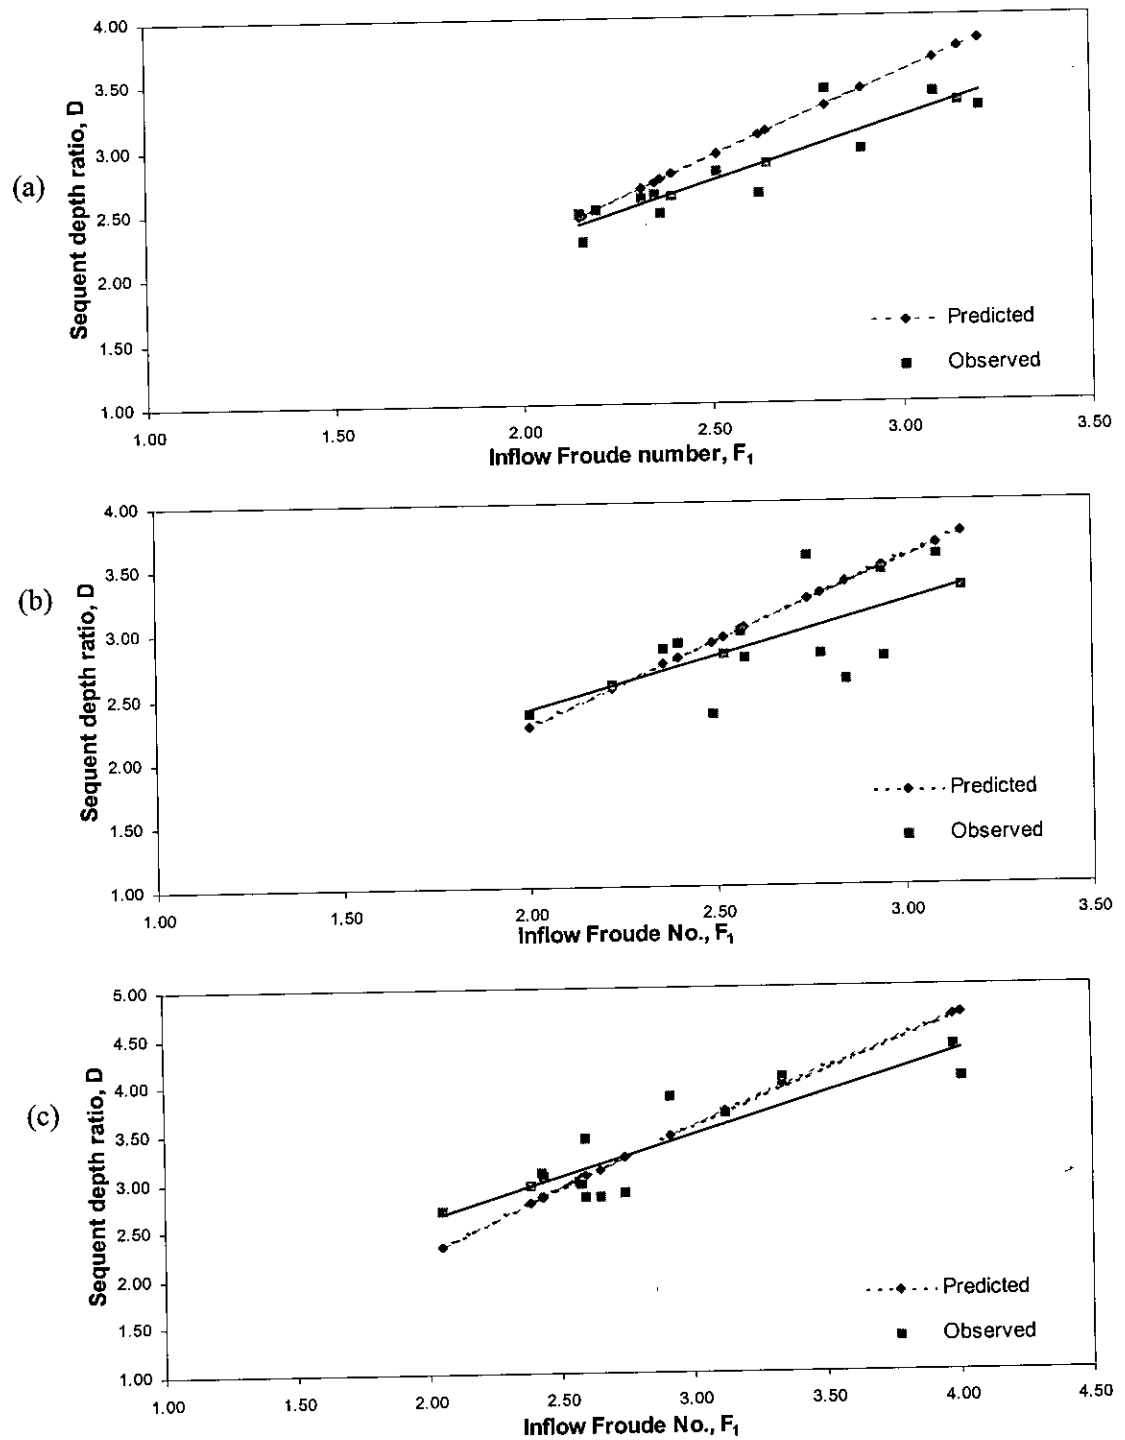 (a)
Sequent depth ratio, D
4.00
3.50
3.00
2.50
2.00
1.50
1.00
Predicted
Observed
1.00 1.50 2.00 2.50 3.00 3.50
Inflow Froude number, F₁
(b)
Sequent depth ratio, D
4.00
3.50
3.00
2.50
2.00
1.50
1.00
Predicted
Observed
1.00 1.50 2.00 2.50 3.00 3.50
Inflow Froude No., F₁
(c)
Sequent depth ratio, D
5.00
4.50
4.00
3.50
3.00
2.50
2.00
1.50
1.00
Predicted
Observed
1.00 2.00 2.50 3.00 3.50 4.00 4.50
Inflow Froude No., F₁